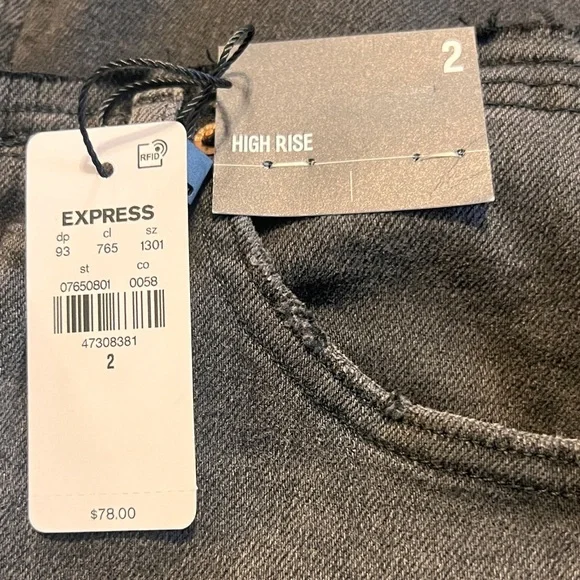 2
HIGH RISE
RFID
EXPRESS
dp cl sz
93 765 1301
st co
07650801 0058
47308381
2
$78.00